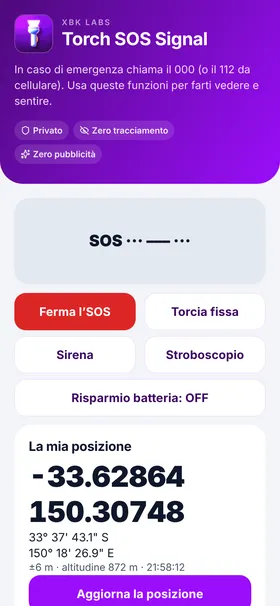 XBK LABS
Torch SOS Signal
In caso di emergenza chiama il 000 (o il 112 da
cellulare). Usa queste funzioni per farti vedere e
sentire.
Privato
Zero tracciamento
Zero pubblicità
SOS ··· —— ···
Ferma l'SOS
Torcia fissa
Sirena
Stroboscopio
Risparmio batteria: OFF
La mia posizione
-33.62864
150.30748
33° 37' 43.1" S
150° 18' 26.9" E
±6 m · altitudine 872 m · 21:58:12
Aggiorna la posizione